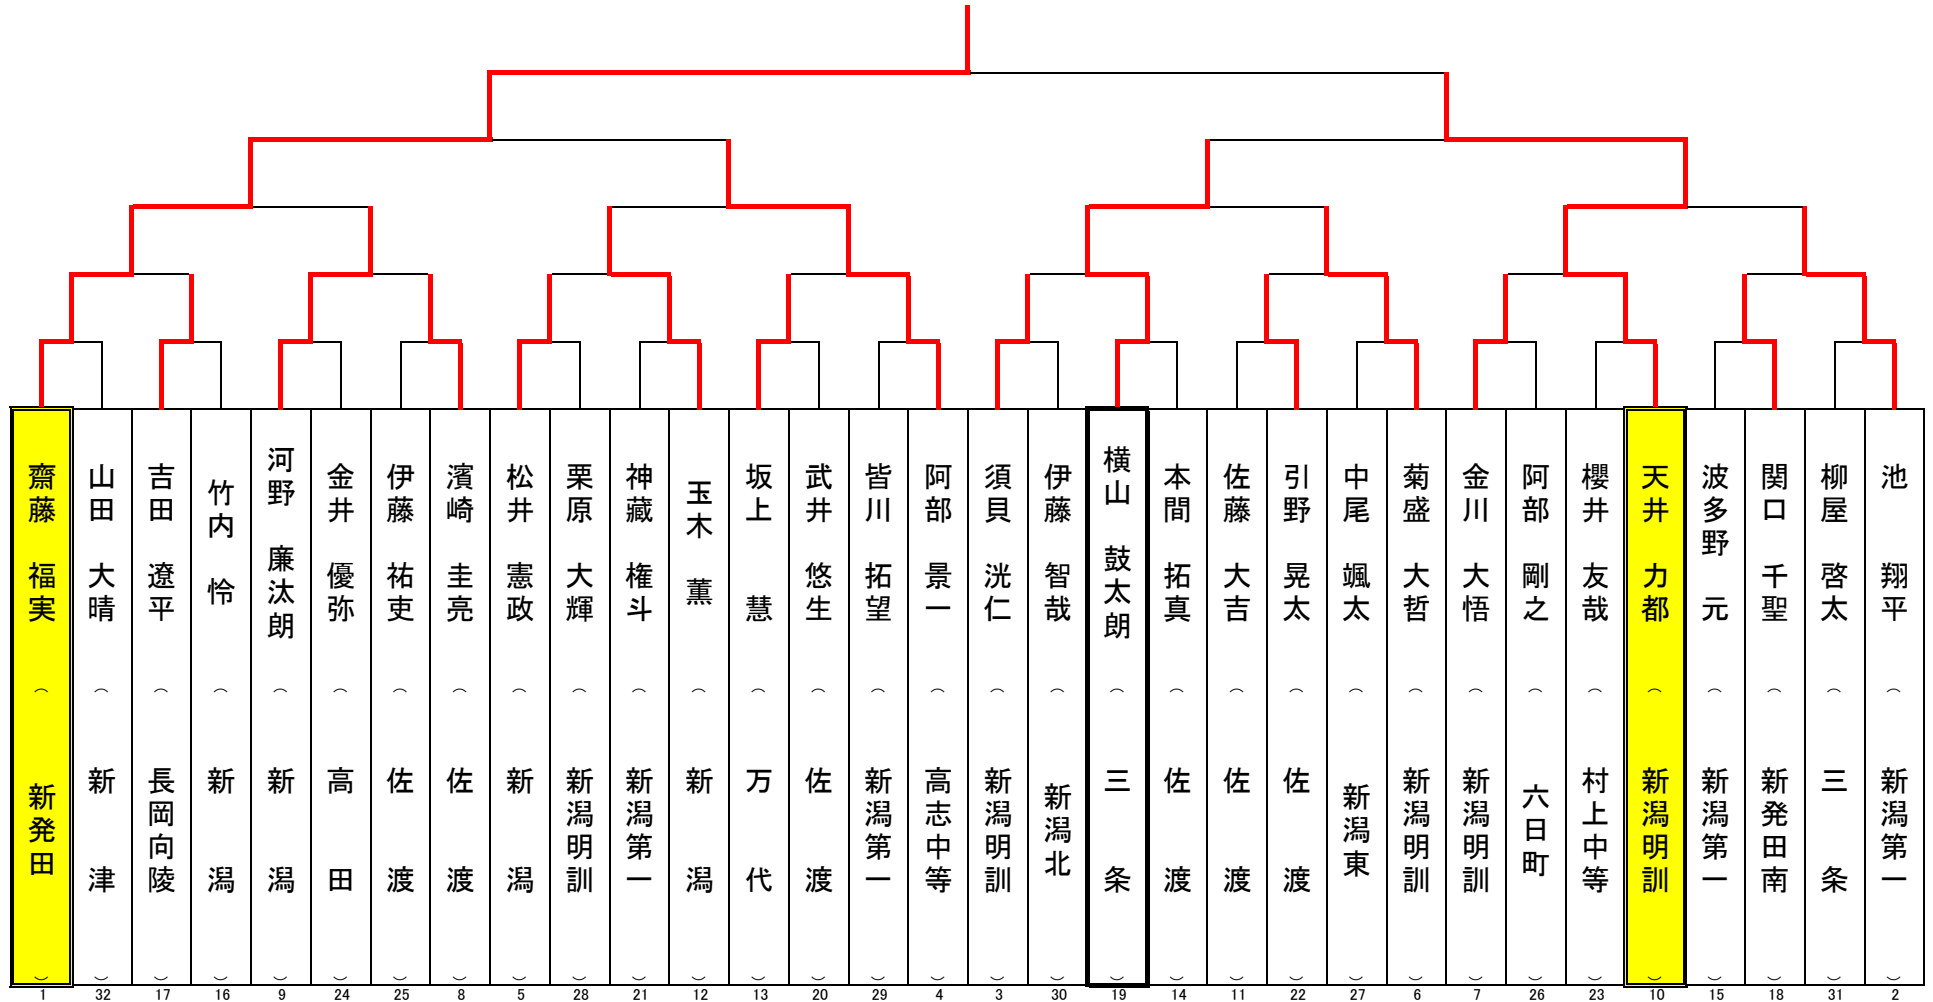 齋藤 福実 （ 新発田 ） 1
山田 大晴 （ 新津 ） 32
吉田 遼平 （ 長岡向陵 ） 17
竹内 怜 （ 新潟 ） 16
河野 廉汰朗 （ 新潟 ） 9
金井 優弥 （ 高田 ） 24
伊藤 祐吏 （ 佐渡 ） 25
濱崎 圭亮 （ 佐渡 ） 8
松井 憲政 （ 新潟 ） 5
栗原 大輝 （ 新潟明訓 ） 28
神藏 権斗 （ 新潟第一 ） 21
玉木 薫 （ 新潟 ） 12
坂上 慧 （ 万代 ） 13
武井 悠生 （ 佐渡 ） 20
皆川 拓望 （ 新潟第一 ） 29
阿部 景一 （ 高志中等 ） 4
須貝 洸仁 （ 新潟明訓 ） 3
伊藤 智哉 （ 新潟北 ） 30
横山 鼓太朗 （ 三条 ） 19
本間 拓真 （ 佐渡 ） 14
佐藤 大吉 （ 佐渡 ） 11
引野 晃太 （ 佐渡 ） 22
中尾 颯太 （ 新潟東 ） 27
菊盛 大哲 （ 新潟明訓 ） 6
金川 大悟 （ 新潟明訓 ） 7
阿部 剛之 （ 六日町 ） 26
櫻井 友哉 （ 村上中等 ） 23
天井 力都 （ 新潟明訓 ） 10
波多野 元 （ 新潟第一 ） 15
関口 千聖 （ 新発田南 ） 18
柳屋 啓太 （ 三条 ） 31
池 翔平 （ 新潟第一 ） 2